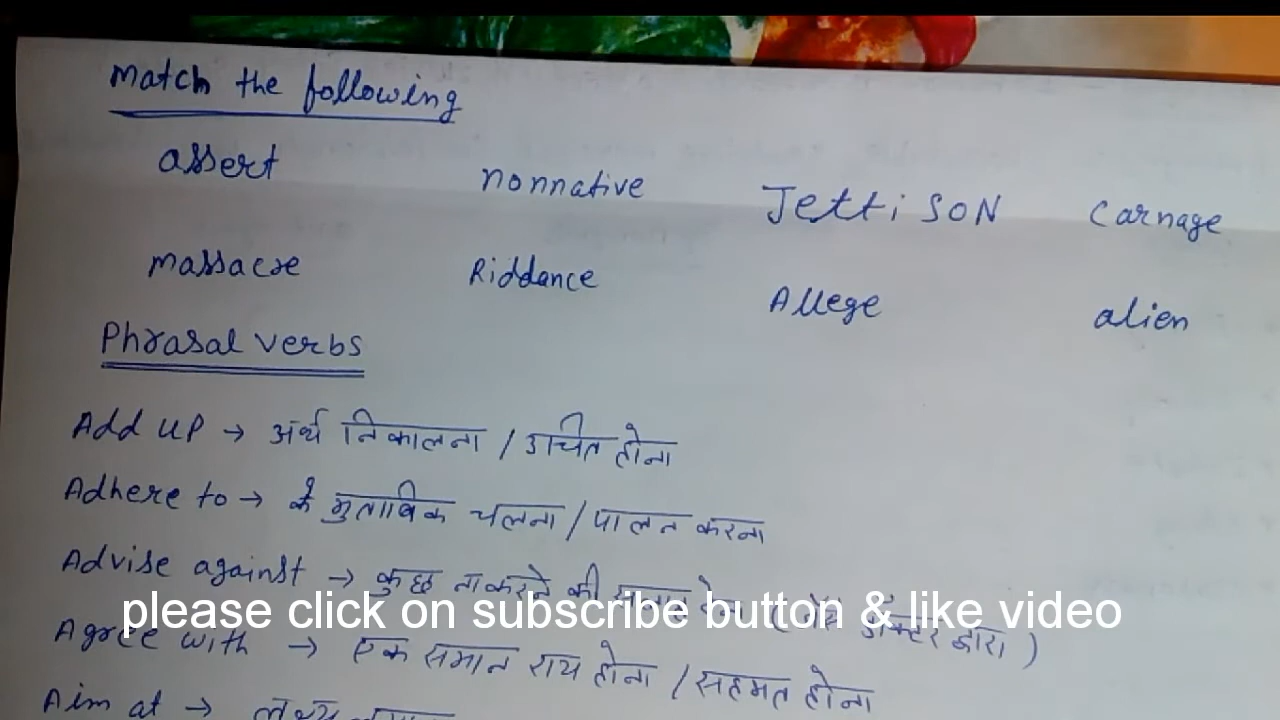 Match the following
assert nonnative JettiSON Carnage
massacre Riddance Allege alien
Phrasal verbs
Add up → अर्थ निकालना / उचित होना
Adhere to → के मुताबिक चलना / पालन करना
Advise against → कुछ ना करने की
please click on subscribe button & like video
Agree with → एक समान राय होना / सहमत होना
Aim at →